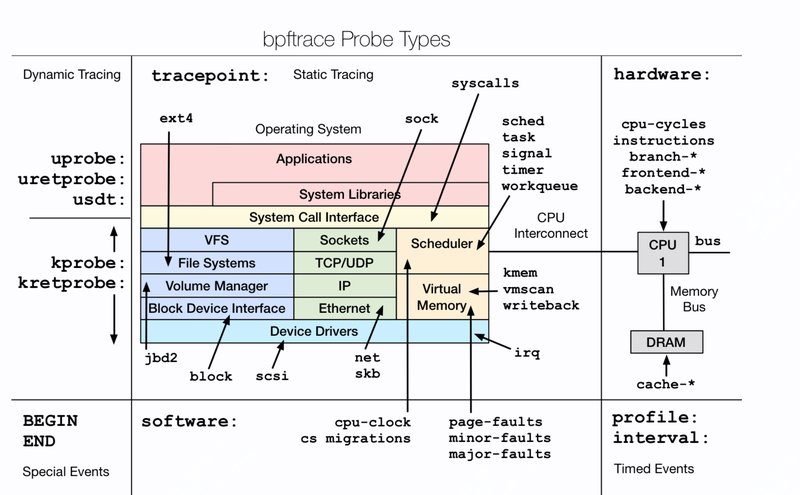 bpftrace Probe Types
Dynamic Tracing
tracepoint: Static Tracing
hardware:
syscalls
ext4
sock
Operating System
sched
task
signal
timer
workqueue
cpu-cycles
instructions
branch-*
frontend-*
backend-*
uprobe:
uretprobe:
usdt:
Applications
System Libraries
System Call Interface
VFS
Sockets
Scheduler
File Systems
TCP/UDP
Volume Manager
IP
Virtual
Memory
Block Device Interface
Ethernet
Device Drivers
CPU
Interconnect
CPU
1
bus
kprobe:
kretprobe:
kmem
vmscan
writeback
Memory
Bus
DRAM
jbd2
block
scsi
net
skb
irq
cache-*
BEGIN
END
Special Events
software:
cpu-clock
cs migrations
page-faults
minor-faults
major-faults
profile:
interval:
Timed Events